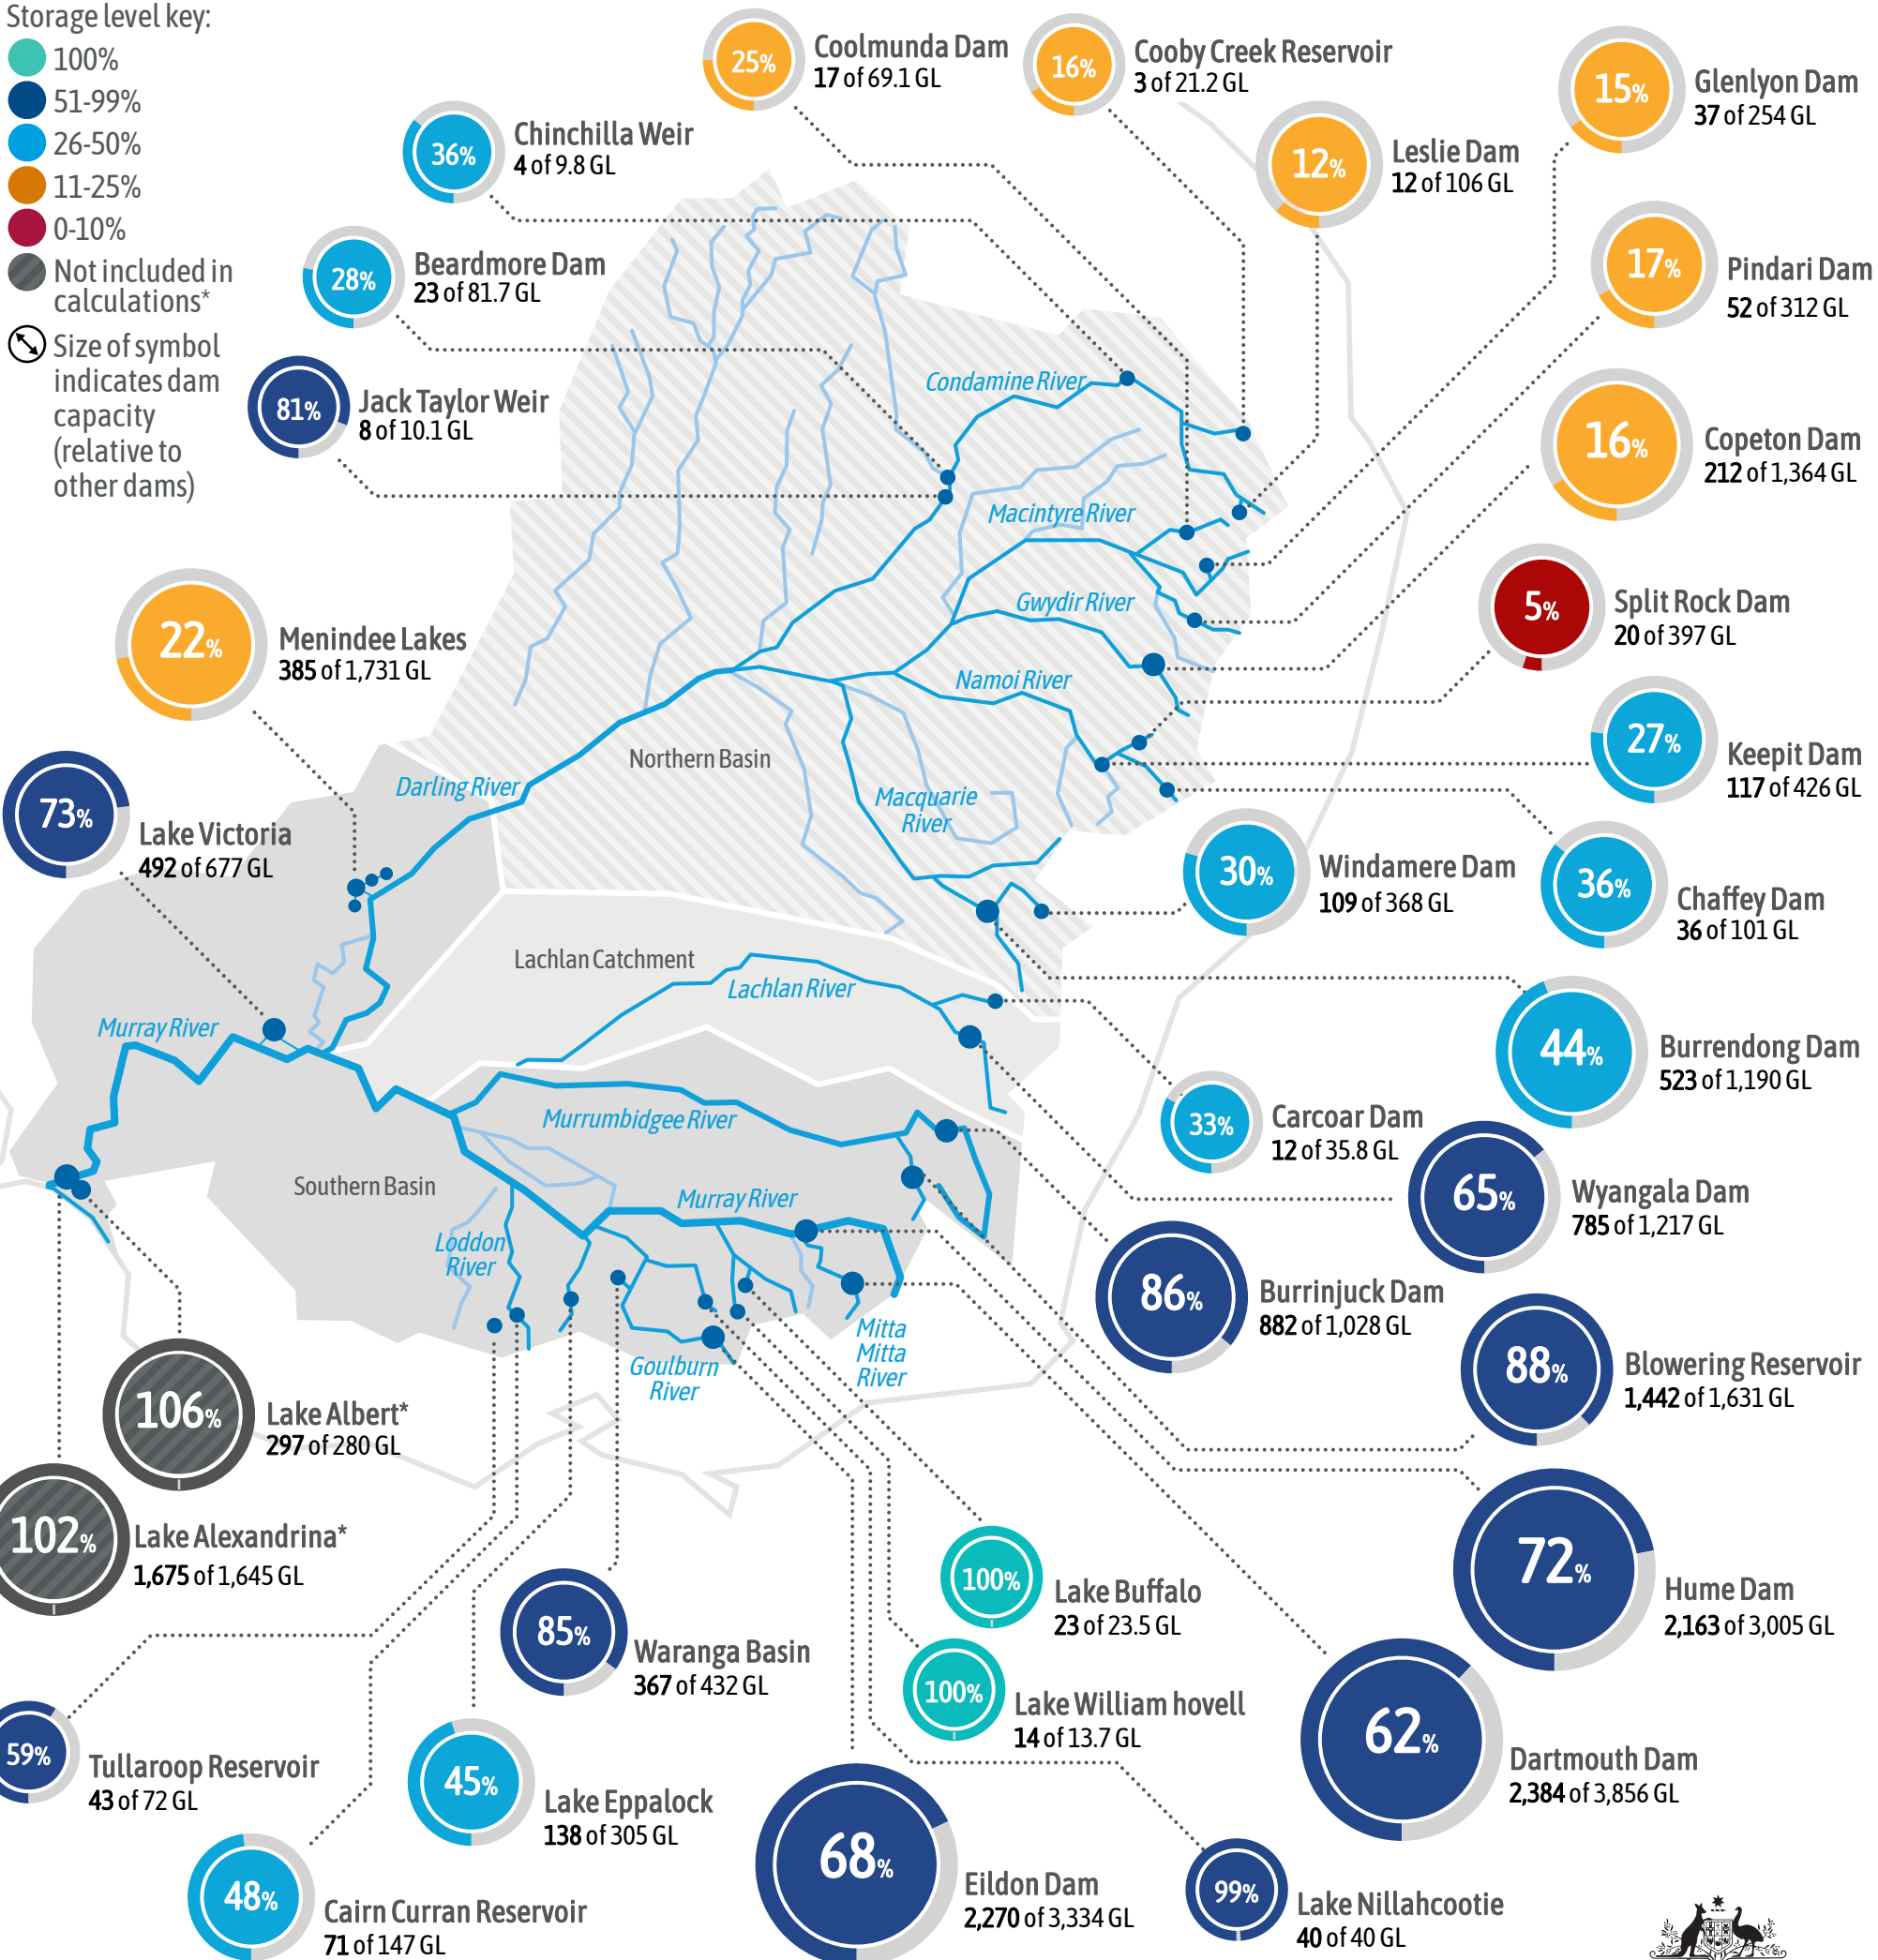 Storage level key:
100%
51-99%
26-50%
11-25%
0-10%
Not included in
calculations*
Size of symbol
indicates dam
capacity
(relative to
other dams)
25%
Coolmunda Dam
17 of 69.1 GL
16%
Cooby Creek Reservoir
3 of 21.2 GL
15%
Glenlyon Dam
37 of 254 GL
36%
Chinchilla Weir
4 of 9.8 GL
12%
Leslie Dam
12 of 106 GL
28%
Beardmore Dam
23 of 81.7 GL
17%
Pindari Dam
52 of 312 GL
81%
Jack Taylor Weir
8 of 10.1 GL
16%
Copeton Dam
212 of 1,364 GL
Condamine River
Macintyre River
Gwydir River
Namoi River
Macquarie
River
Northern Basin
Darling River
22%
Menindee Lakes
385 of 1,731 GL
5%
Split Rock Dam
20 of 397 GL
27%
Keepit Dam
117 of 426 GL
73%
Lake Victoria
492 of 677 GL
30%
Windamere Dam
109 of 368 GL
36%
Chaffey Dam
36 of 101 GL
Lachlan Catchment
Lachlan River
Murray River
44%
Burrendong Dam
523 of 1,190 GL
33%
Carcoar Dam
12 of 35.8 GL
Murrumbidgee River
Southern Basin
Murray River
65%
Wyangala Dam
785 of 1,217 GL
Loddon
River
86%
Burrinjuck Dam
882 of 1,028 GL
Mitta
Mitta
River
Goulburn
River
88%
Blowering Reservoir
1,442 of 1,631 GL
106%
Lake Albert*
297 of 280 GL
102%
Lake Alexandrina*
1,675 of 1,645 GL
72%
Hume Dam
2,163 of 3,005 GL
100%
Lake Buffalo
23 of 23.5 GL
85%
Waranga Basin
367 of 432 GL
100%
Lake William hovell
14 of 13.7 GL
62%
Dartmouth Dam
2,384 of 3,856 GL
59%
Tullaroop Reservoir
43 of 72 GL
45%
Lake Eppalock
138 of 305 GL
68%
Eildon Dam
2,270 of 3,334 GL
99%
Lake Nillahcootie
40 of 40 GL
48%
Cairn Curran Reservoir
71 of 147 GL